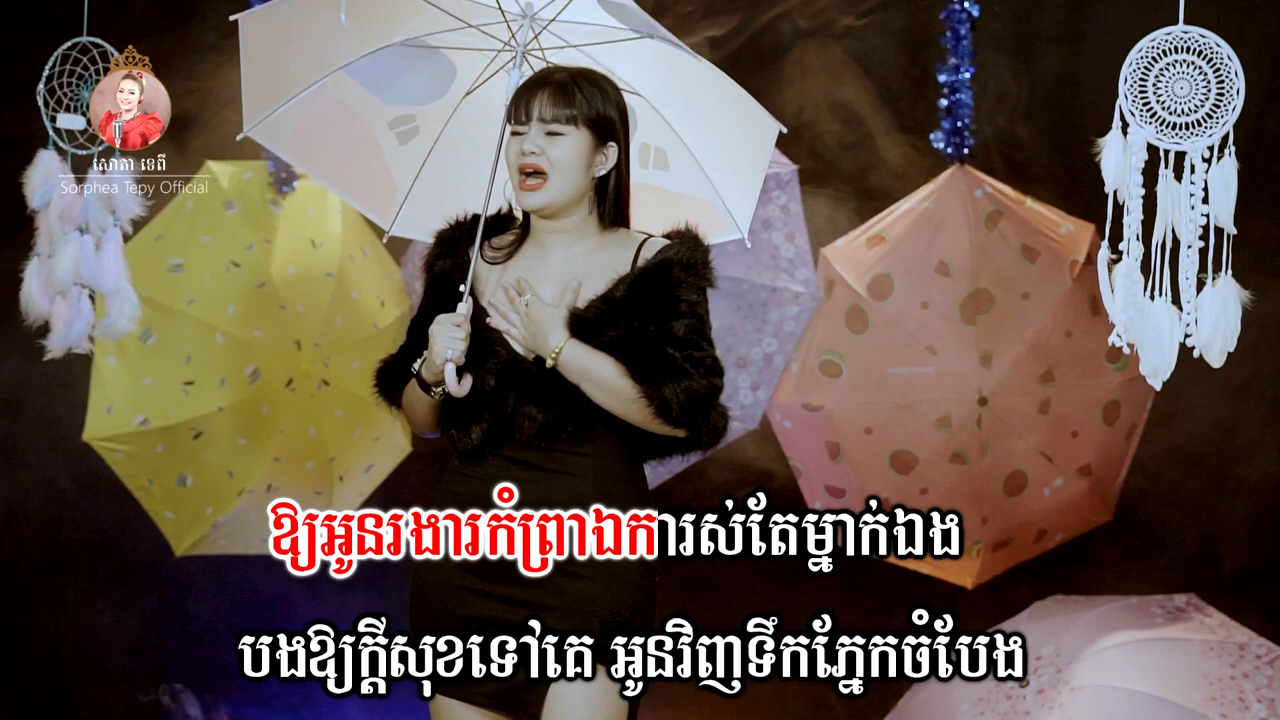 សោភា ទេពី
Sorphea Tepy Official
ឱ្យអូនរងារកំព្រាឯការស់តែម្នាក់ឯង
បងឱ្យក្ដីសុខទៅគេ អូនវិញទឹកភ្នែកចំបែង